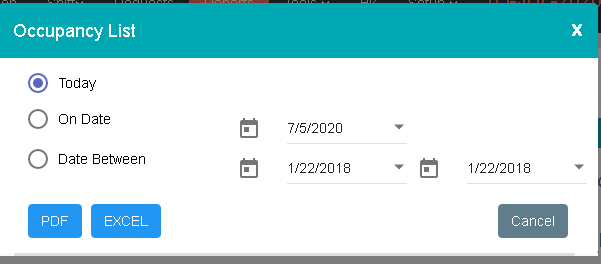 Occupancy List X
Today
On Date 7/5/2020
Date Between 1/22/2018 1/22/2018
PDF EXCEL Cancel